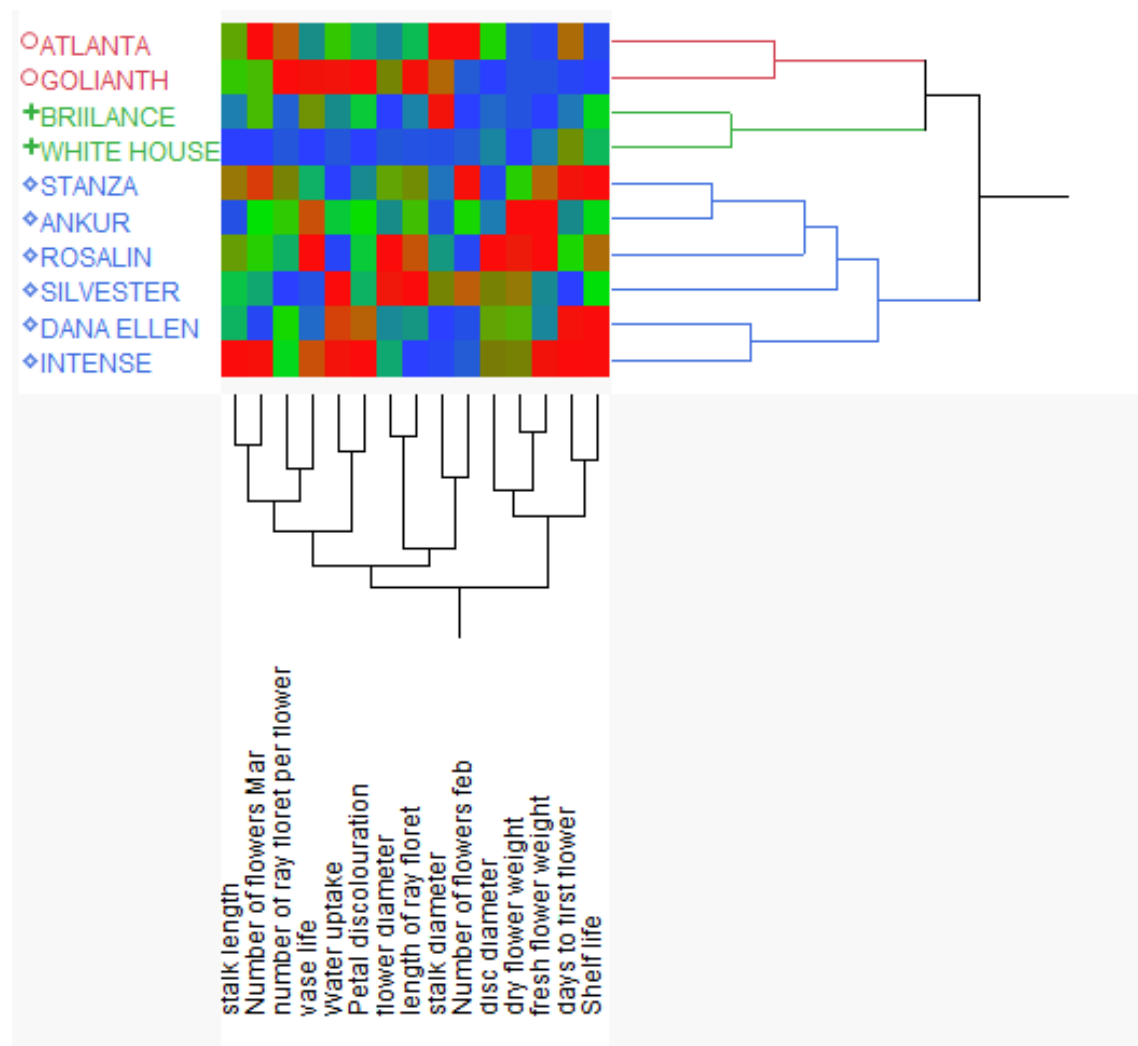 ATLANTA
GOLIANTH
BRIILANCE
WHITE HOUSE
STANZA
ANKUR
ROSALIN
SILVESTER
DANA ELLEN
INTENSE
stalk length
Number of flowers Mar
number of ray floret per flower
vase life
Water uptake
Petal discolouration
flower diameter
length of ray floret
stalk diameter
Number of flowers feb
disc diameter
dry flower weight
fresh flower weight
days to first flower
Shelf life